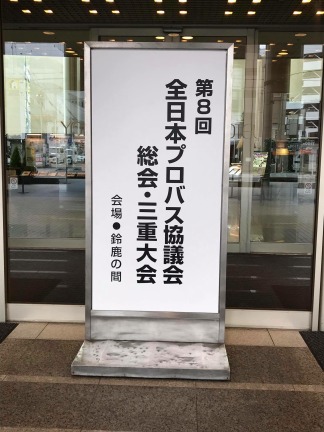 第8回
全日本プロバス協議会
総会・三重大会
会場●鈴鹿の間